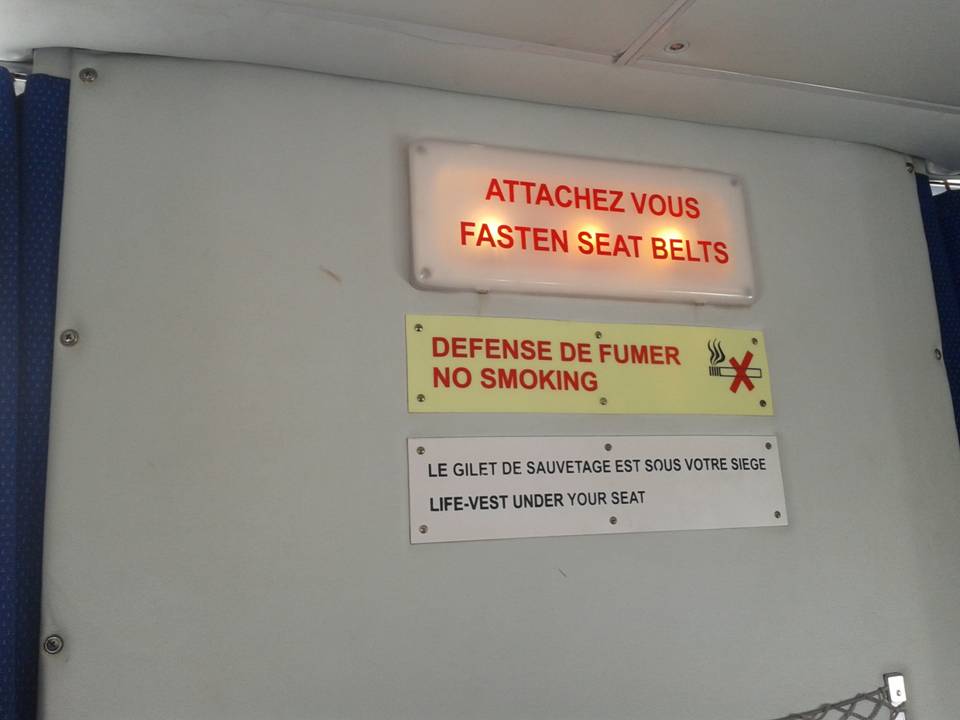 ATTACHEZ VOUS
FASTEN SEAT BELTS
DEFENSE DE FUMER
NO SMOKING
LE GILET DE SAUVETAGE EST SOUS VOTRE SIEGE
LIFE-VEST UNDER YOUR SEAT